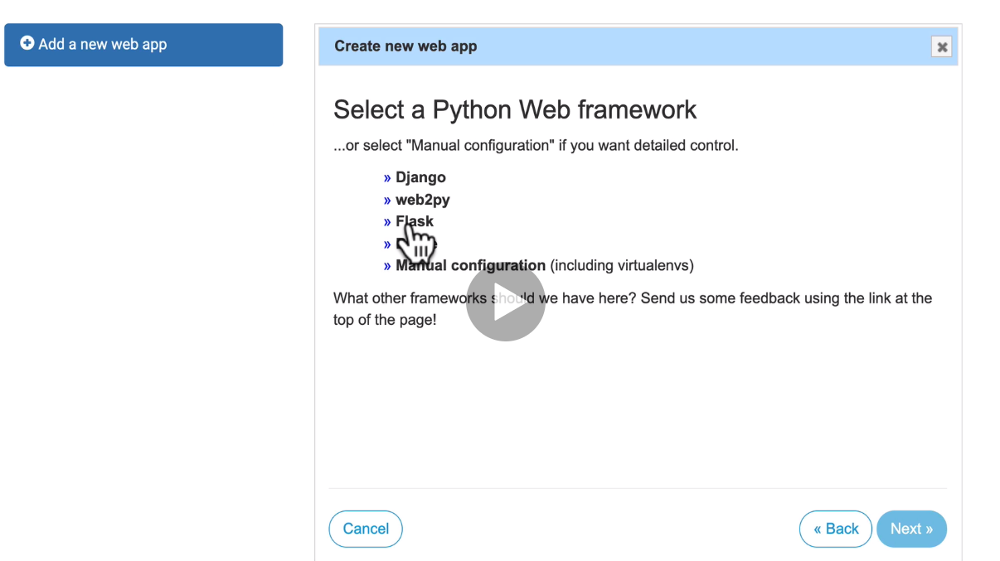 Add a new web app
Create new web app
Select a Python Web framework
...or select "Manual configuration" if you want detailed control.
» Django
» web2py
» Flask
»
» Manual configuration (including virtualenvs)
What other frameworks should we have here? Send us some feedback using the link at the
top of the page!
Cancel
« Back
Next »